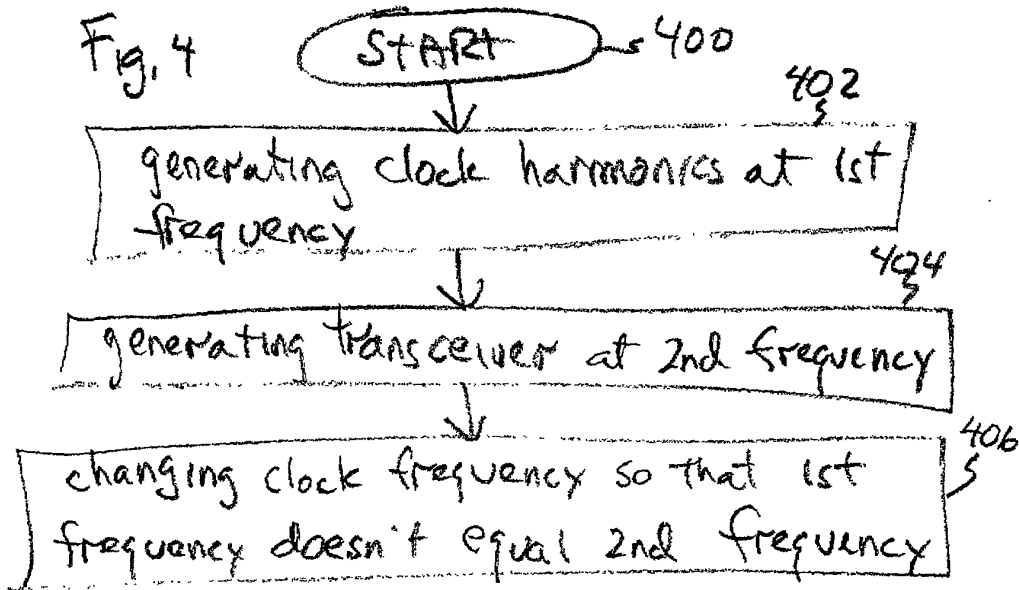 Fig. 4
START 400
402
generating clock harmonics at 1st
frequency
404
generating transceiver at 2nd frequency
406
changing clock frequency so that 1st
frequency doesn't equal 2nd frequency